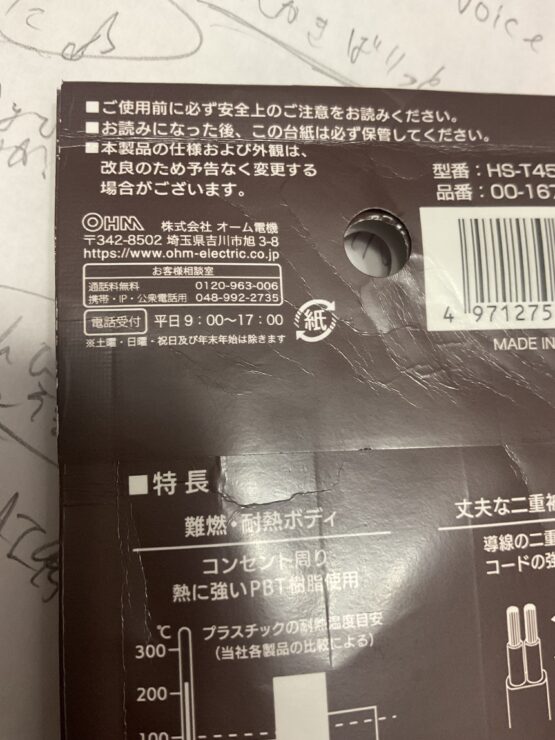 voice
■ご使用前に必ず安全上のご注意をお読みください。
■お読みになった後、この台紙は必ず保管してください。
■本製品の仕様および外観は、
改良のため予告なく変更する
場合がございます。
型番：HS-T45
品番：00-167
OHM 株式会社 オーム電機
〒342-8502 埼玉県吉川市旭 3-8
https://www.ohm-electric.co.jp
お客様相談室
通話料無料 0120-963-006
携帯・IP・公衆電話用 048-992-2735
電話受付 平日 9：00〜17：00
※土曜・日曜・祝日及び年末年始は除きます
紙
4 971275
MADE IN
■特長
難燃・耐熱ボディ
コンセント周り
熱に強いPBT樹脂使用
プラスチックの耐熱温度目安
（当社各製品の比較による）
℃
300
200
100
丈夫な二重被
導線の二重
コードの強